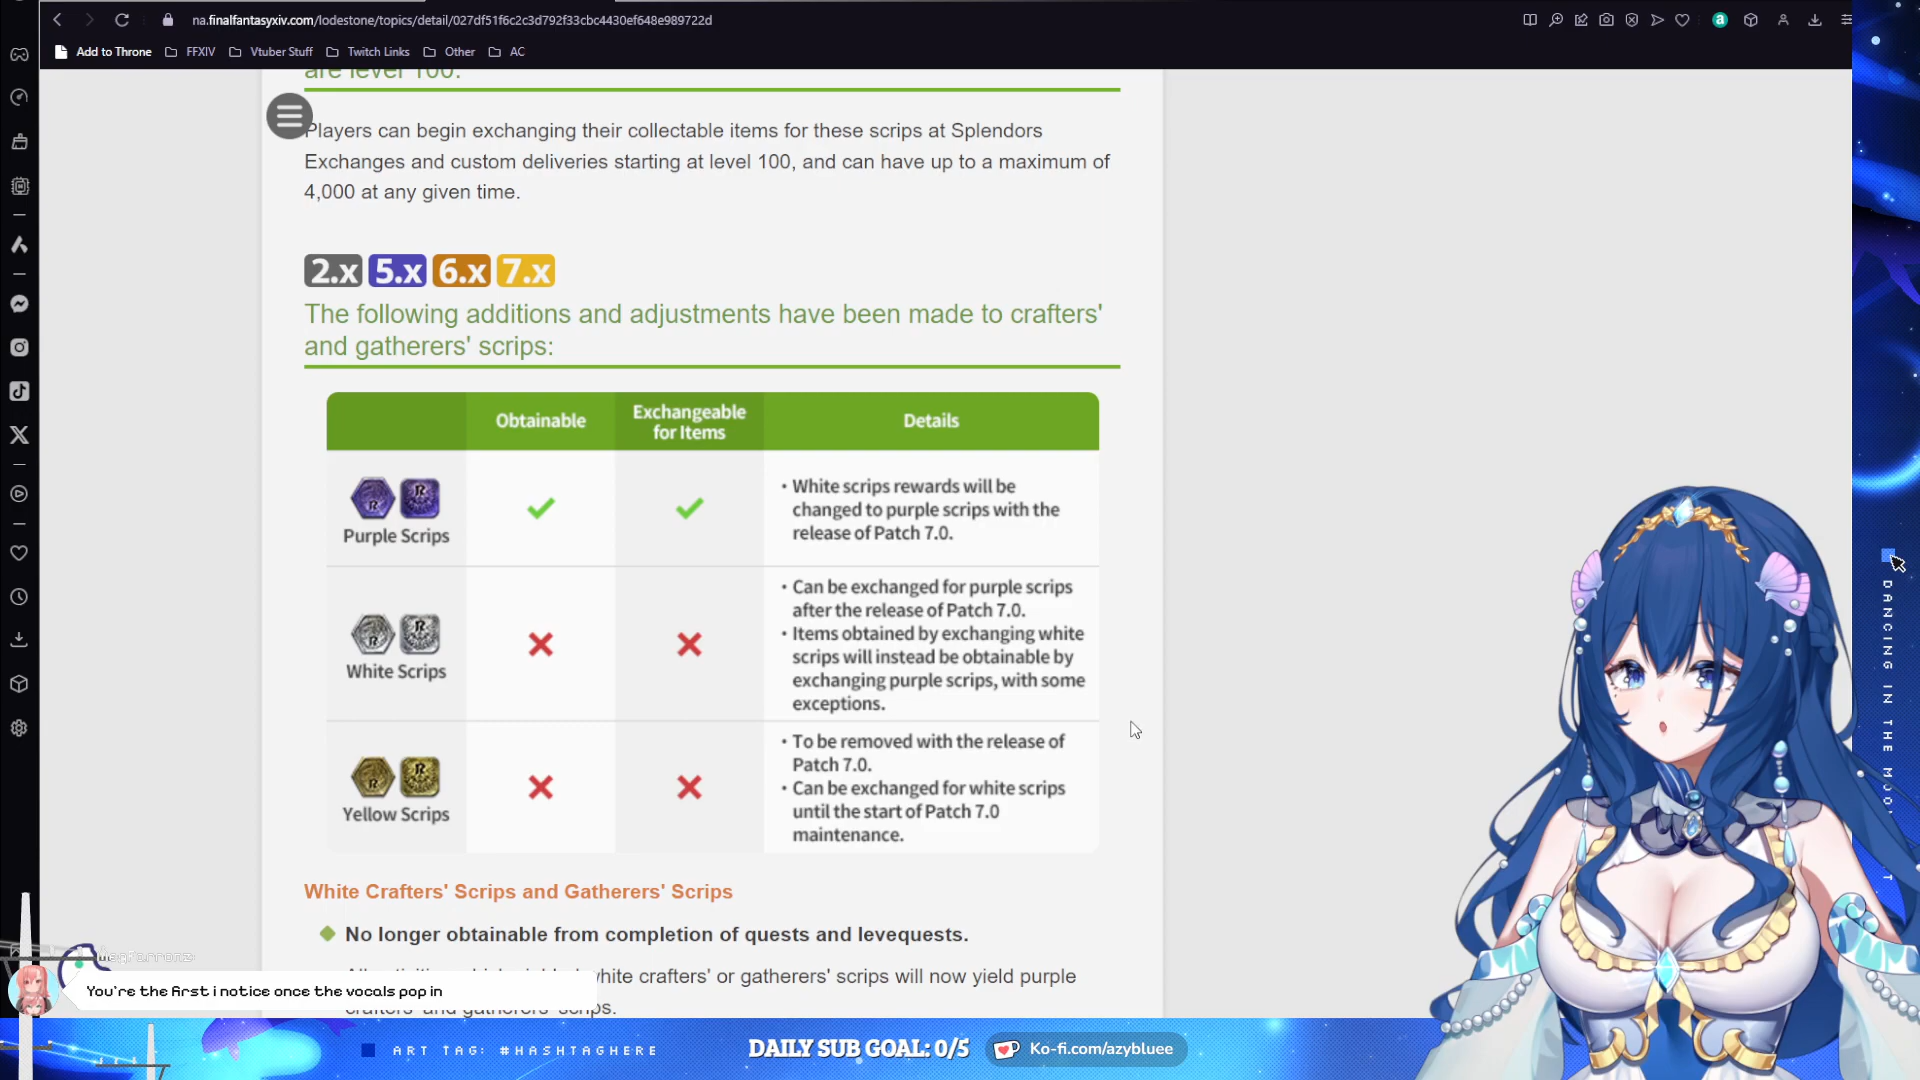 na.finalfantasyxiv.com/lodestone/topics/detail/027df51f6c2c3d792f33cbc4430ef648e989722d
Add to Throne FFXIV Vtuber Stuff Twitch Links Other AC
are level 100.
Players can begin exchanging their collectable items for these scrips at Splendors
Exchanges and custom deliveries starting at level 100, and can have up to a maximum of
4,000 at any given time.
2.x 5.x 6.x 7.x
The following additions and adjustments have been made to crafters'
and gatherers' scrips:
Obtainable
Exchangeable
for Items
Details
Purple Scrips
• White scrips rewards will be
changed to purple scrips with the
release of Patch 7.0.
White Scrips
• Can be exchanged for purple scrips
after the release of Patch 7.0.
• Items obtained by exchanging white
scrips will instead be obtainable by
exchanging purple scrips, with some
exceptions.
Yellow Scrips
• To be removed with the release of
Patch 7.0.
• Can be exchanged for white scrips
until the start of Patch 7.0
maintenance.
White Crafters' Scrips and Gatherers' Scrips
No longer obtainable from completion of quests and levequests.
white crafters' or gatherers' scrips will now yield purple
crafters' and gatherers' scrips.
You're the first i notice once the vocals pop in
ART TAG: #HASHTAGHERE
DAILY SUB GOAL: 0/5
Ko-fi.com/azybluee
DANCING IN THE